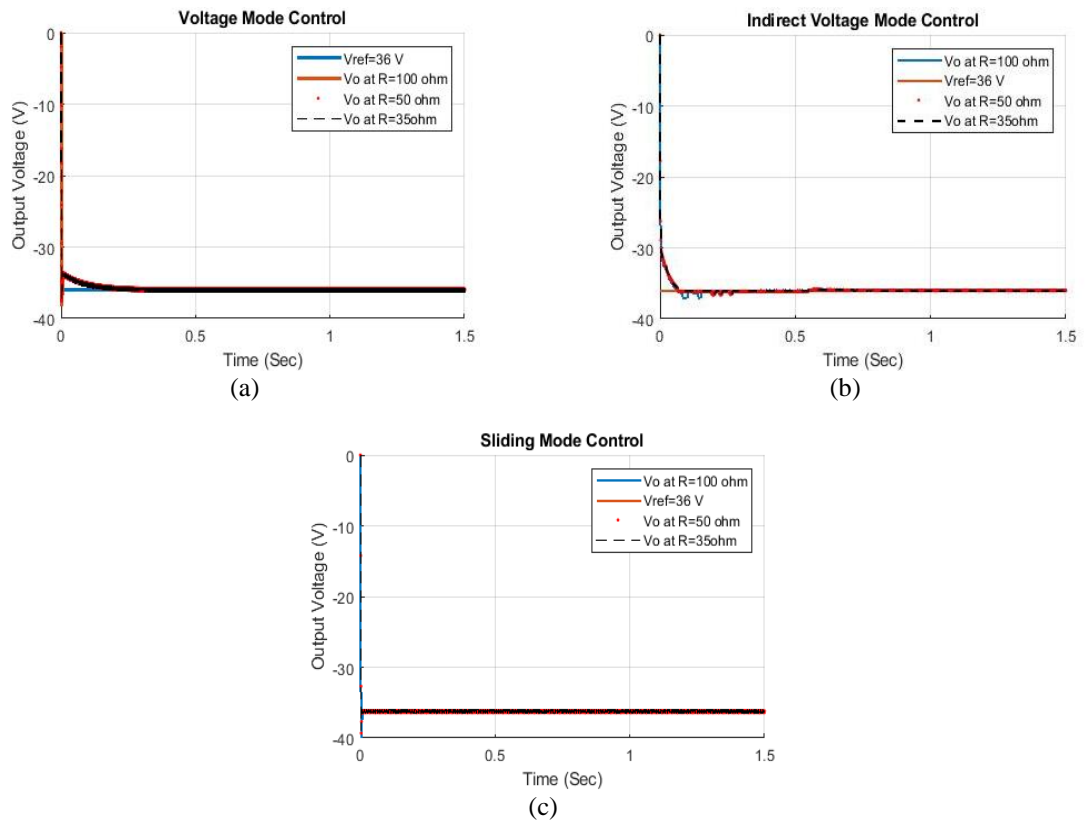 Voltage Mode Control
Vref=36 V
Vo at R=100 ohm
Vo at R=50 ohm
Vo at R=35ohm
Output Voltage (V)
0
-10
-20
-30
-40
0
0.5
1
1.5
Time (Sec)
(a)
Indirect Voltage Mode Control
Vo at R=100 ohm
Vref=36 V
Vo at R=50 ohm
Vo at R=35ohm
Output Voltage (V)
0
-10
-20
-30
-40
0
0.5
1
1.5
Time (Sec)
(b)
Sliding Mode Control
Vo at R=100 ohm
Vref=36 V
Vo at R=50 ohm
Vo at R=35ohm
Output Voltage (V)
0
-10
-20
-30
-40
0
0.5
1
1.5
Time (Sec)
(c)